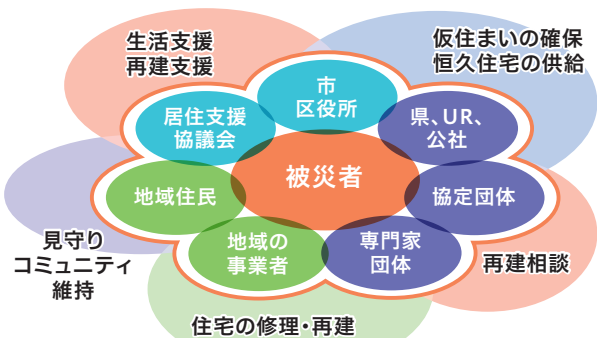 生活支援
再建支援
仮住まいの確保
恒久住宅の供給
市
区役所
居住支援
協議会
県、UR、
公社
被災者
地域住民
協定団体
地域の
事業者
専門家
団体
見守り
コミュニティ
維持
再建相談
住宅の修理・再建